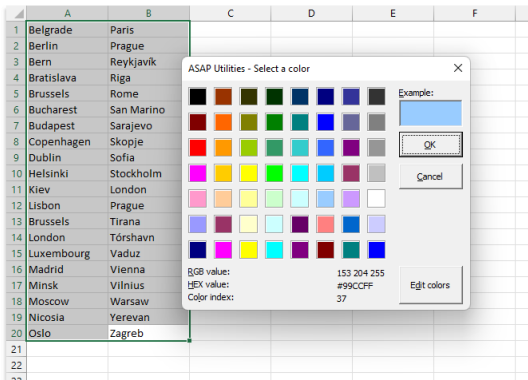 A B C D E F
1 Belgrade Paris
2 Berlin Prague
3 Bern Reykjavík
4 Bratislava Riga
5 Brussels Rome
6 Bucharest San Marino
7 Budapest Sarajevo
8 Copenhagen Skopje
9 Dublin Sofia
10 Helsinki Stockholm
11 Kiev London
12 Lisbon Prague
13 Brussels Tirana
14 London Tórshavn
15 Luxembourg Vaduz
16 Madrid Vienna
17 Minsk Vilnius
18 Moscow Warsaw
19 Nicosia Yerevan
20 Oslo Zagreb
21
22
ASAP Utilities - Select a color
Example:
OK
Cancel
RGB value: 153 204 255
HEX value: #99CCFF
Color index: 37
Edit colors